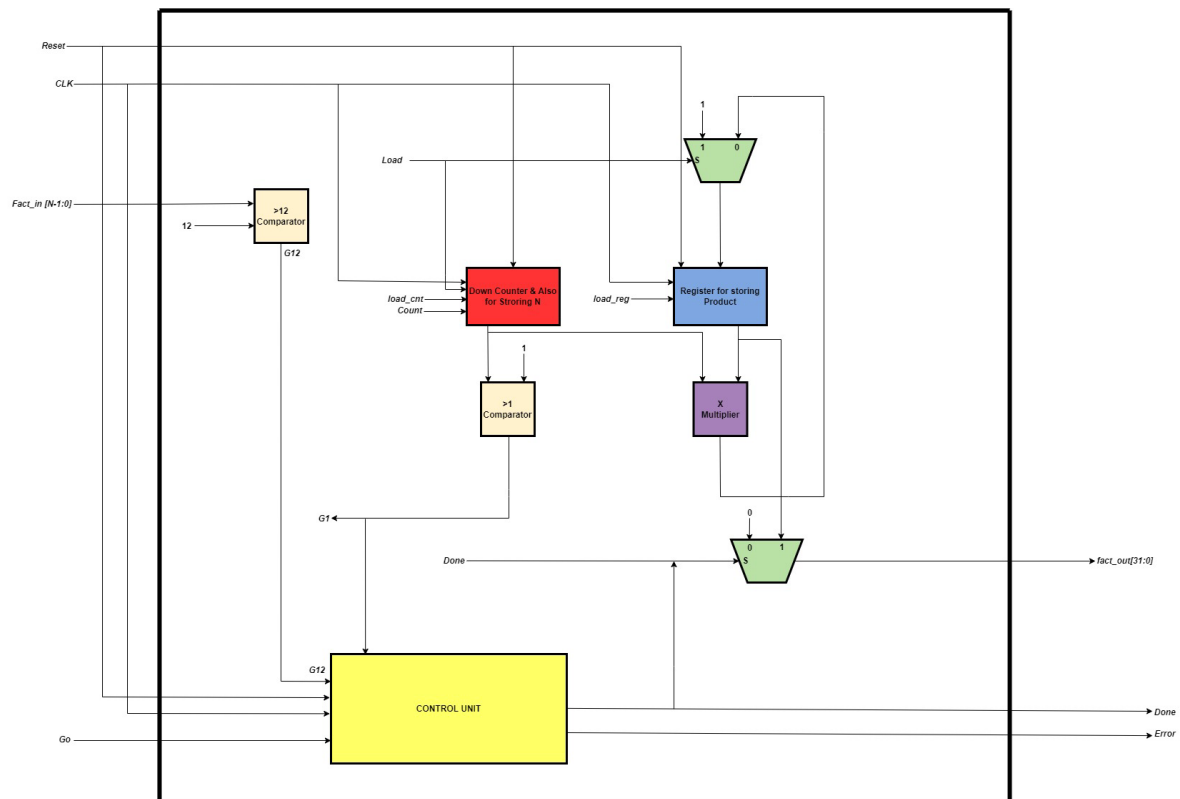 Reset
CLK
1
1
0
Load
S
Fact_in [N-1:0]
>12
Comparator
12
G12
Down Counter & Also
for Stroring N
Register for storing
Product
load_cnt
load_reg
Count
1
>1
Comparator
X
Multiplier
G1
0
0
1
Done
S
fact_out[31:0]
G12
CONTROL UNIT
Done
Go
Error